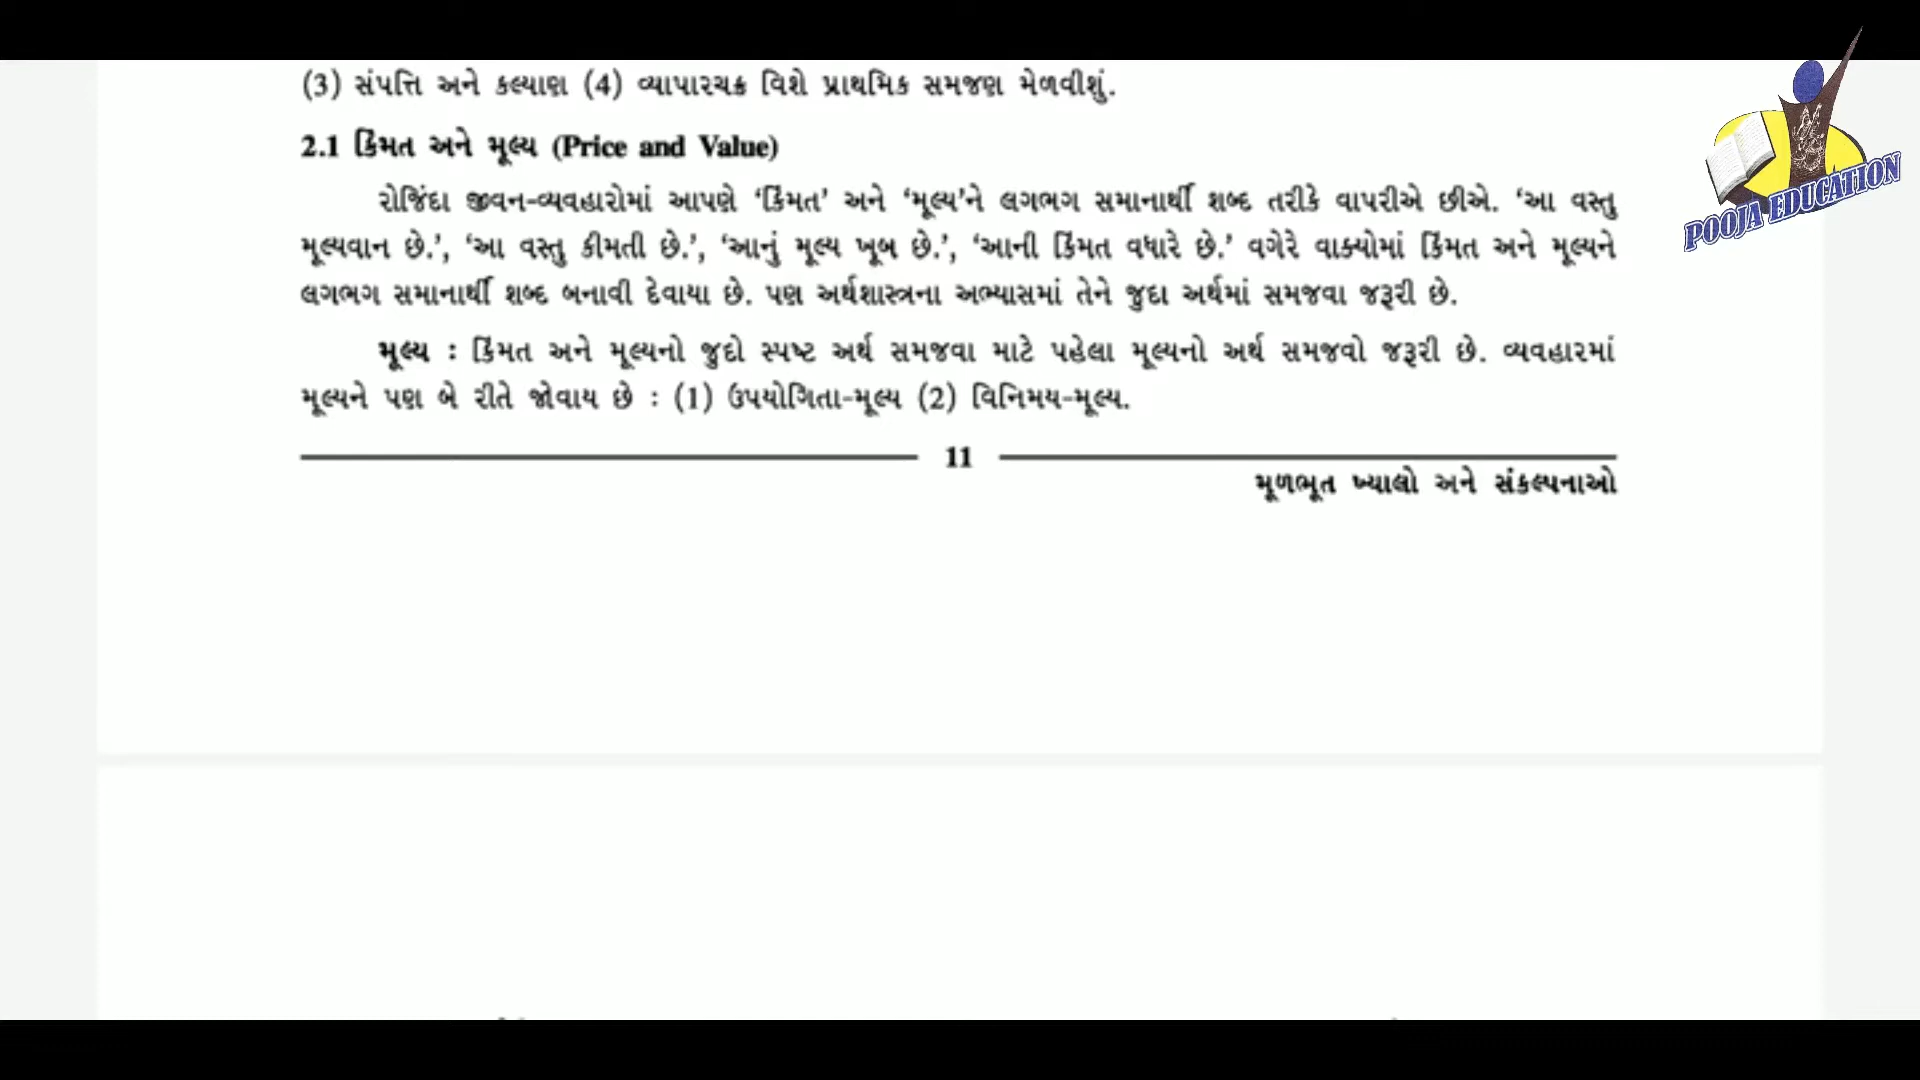 (3) સંપત્તિ અને કલ્યાણ (4) વ્યાપારચક્ર વિશે પ્રાથમિક સમજણ મેળવીશું.
2.1 કિંમત અને મૂલ્ય (Price and Value)
રોજિંદા જીવન-વ્યવહારોમાં આપણે ‘કિંમત’ અને ‘મૂલ્ય’ને લગભગ સમાનાર્થી શબ્દ તરીકે વાપરીએ છીએ. ‘આ વસ્તુ
મૂલ્યવાન છે.’, ‘આ વસ્તુ કીમતી છે.’, ‘આનું મૂલ્ય ખૂબ છે.’, ‘આની કિંમત વધારે છે.’ વગેરે વાક્યોમાં કિંમત અને મૂલ્યને
લગભગ સમાનાર્થી શબ્દ બનાવી દેવાયા છે. પણ અર્થશાસ્ત્રના અભ્યાસમાં તેને જુદા અર્થમાં સમજવા જરૂરી છે.
મૂલ્ય : કિંમત અને મૂલ્યનો જુદો સ્પષ્ટ અર્થ સમજવા માટે પહેલા મૂલ્યનો અર્થ સમજવો જરૂરી છે. વ્યવહારમાં
મૂલ્યને પણ બે રીતે જોવાય છે : (1) ઉપયોગિતા-મૂલ્ય (2) વિનિમય-મૂલ્ય.
11
મૂળભૂત ખ્યાલો અને સંકલ્પનાઓ
POOJA EDUCATION